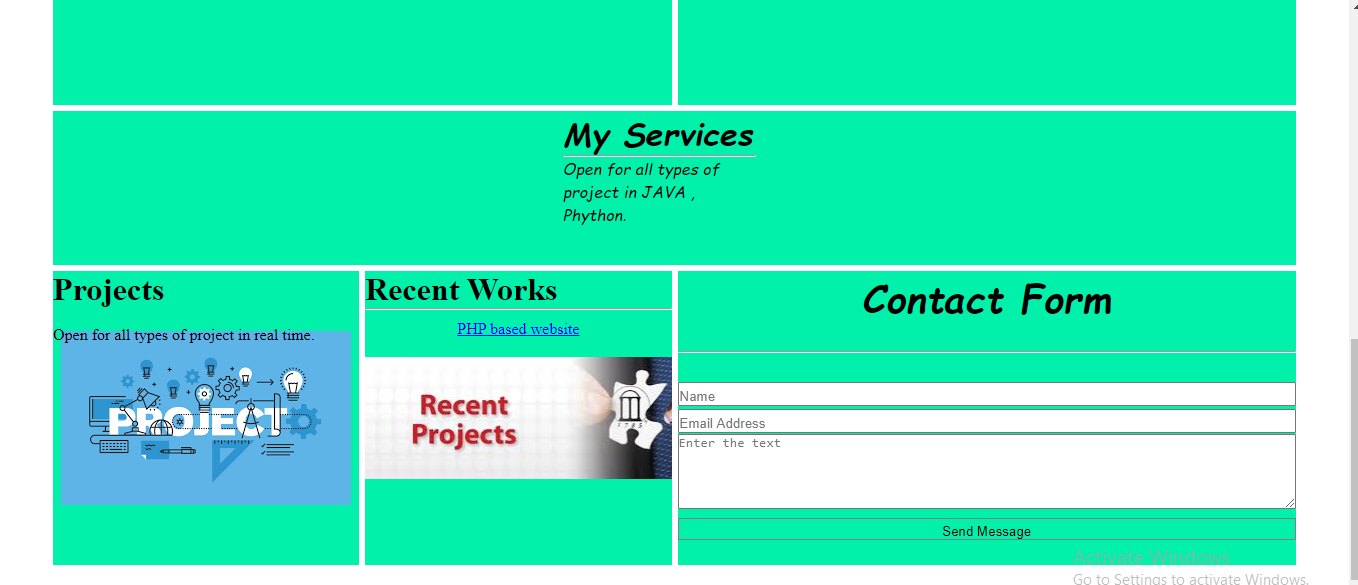 My Services
Open for all types of
project in JAVA ,
Phython.
Projects
Open for all types of project in real time.
PROJECT
Recent Works
PHP based website
Recent
Projects
1785
Contact Form
Name
Email Address
Enter the text
Send Message
Activate Windows
Go to Settings to activate Windows.